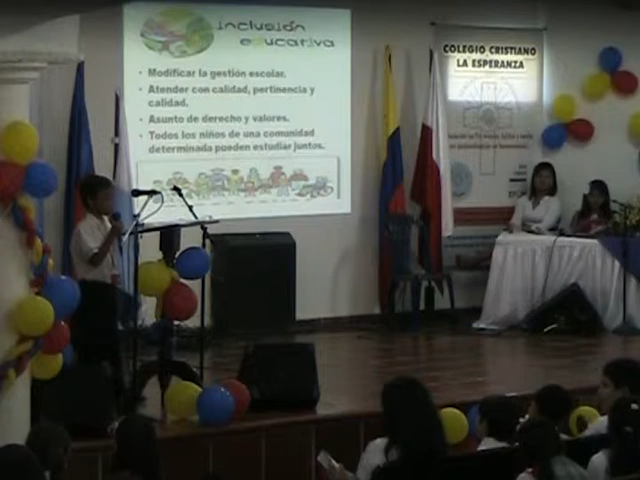 inclusión
educativa
• Modificar la gestión escolar.
• Atender con calidad, pertinencia y
calidad.
• Asunto de derecho y valores.
• Todos los niños de una comunidad
determinada pueden estudiar juntos.
COLEGIO CRISTIANO
LA ESPERANZA